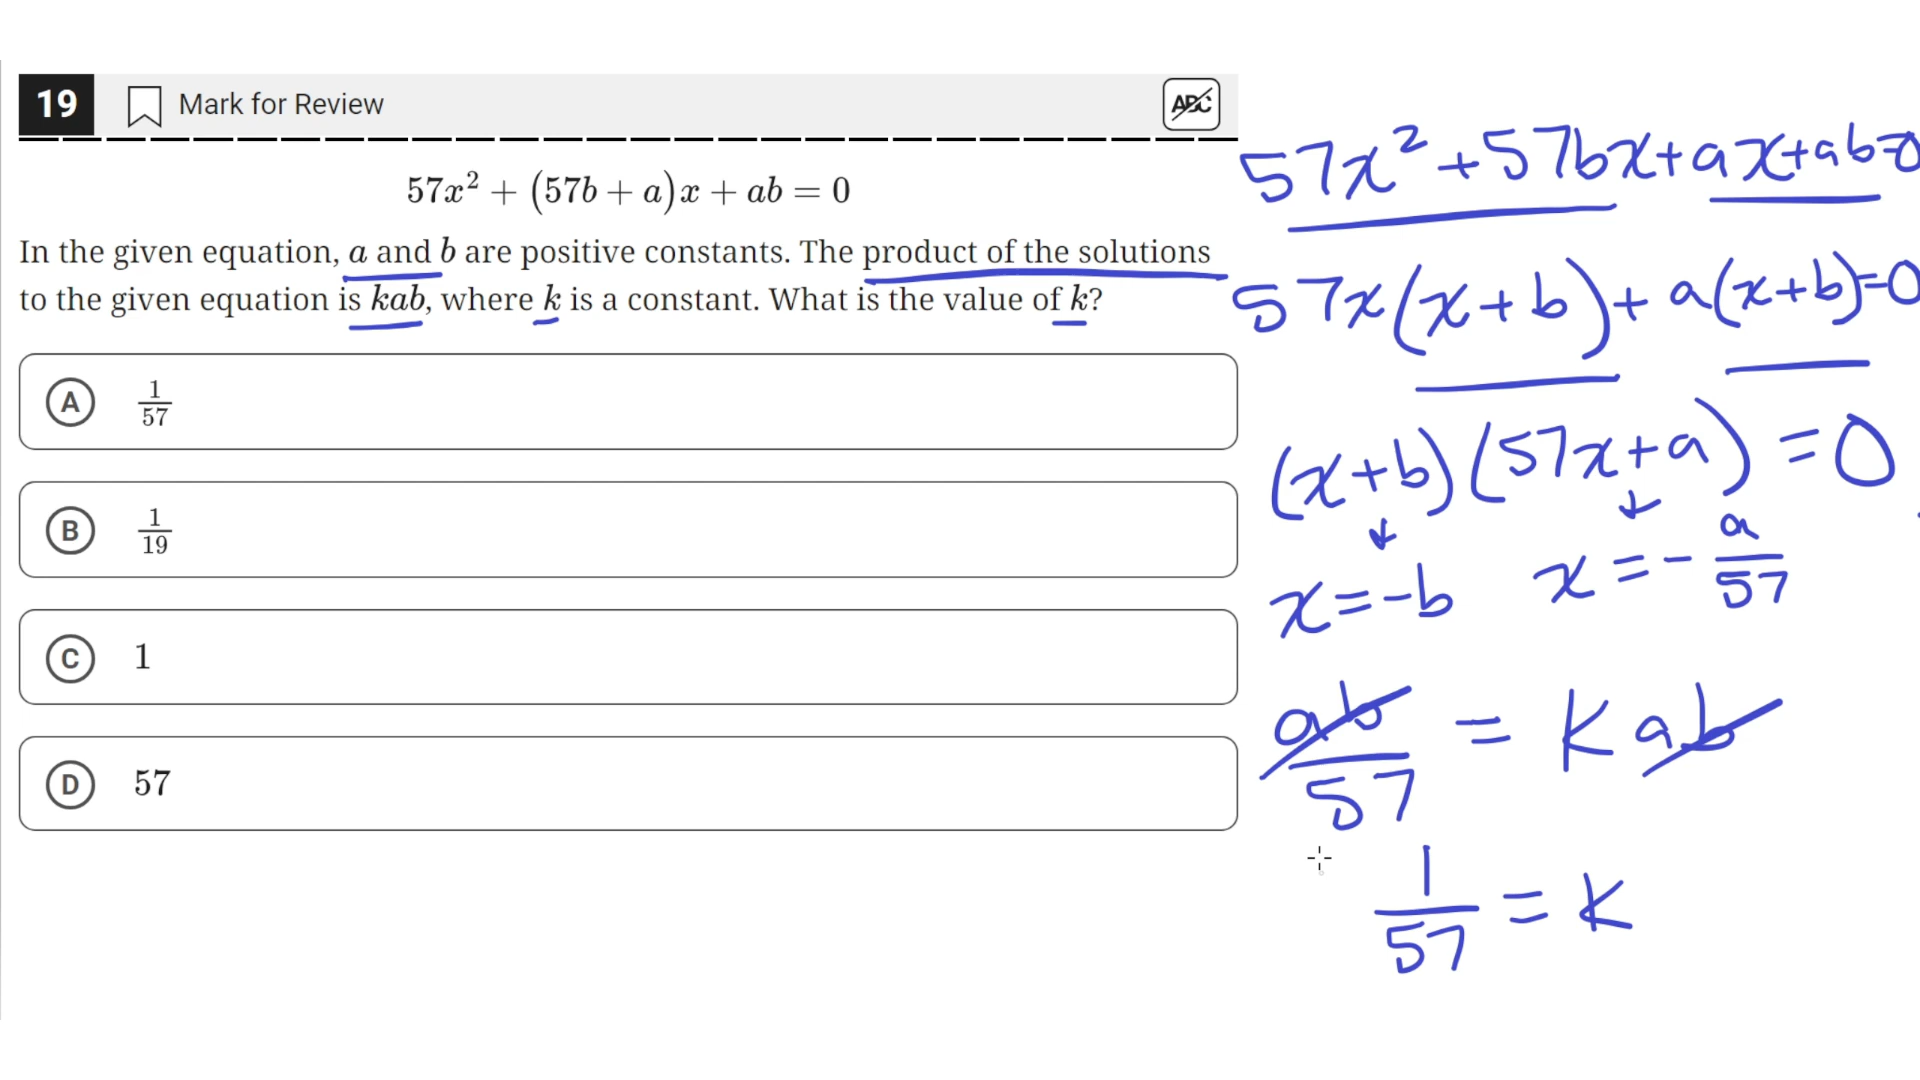 19 Mark for Review ABC
57x² + (57b + a)x + ab = 0
In the given equation, a and b are positive constants. The product of the solutions
to the given equation is kab, where k is a constant. What is the value of k?
A 1/57
B 1/19
C 1
D 57
57x² + 57bx + ax + ab = 0
57x(x + b) + a(x + b) = 0
(x + b)(57x + a) = 0
x = -b x = - a/57
ab/57 = kab
1/57 = k